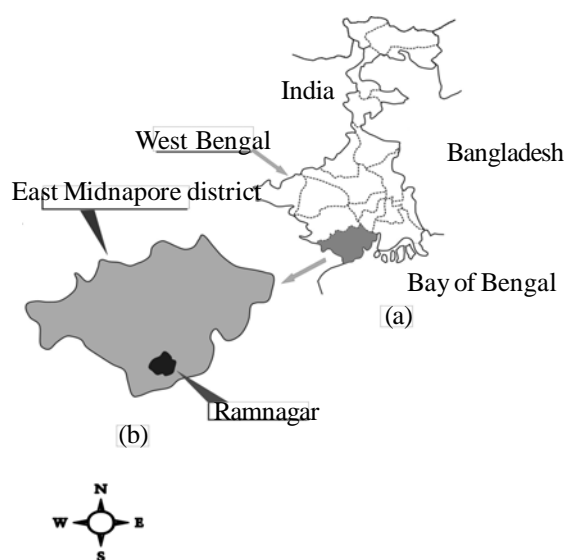 India
West Bengal
Bangladesh
East Midnapore district
Bay of Bengal
(a)
Ramnagar
(b)
N
W E
S